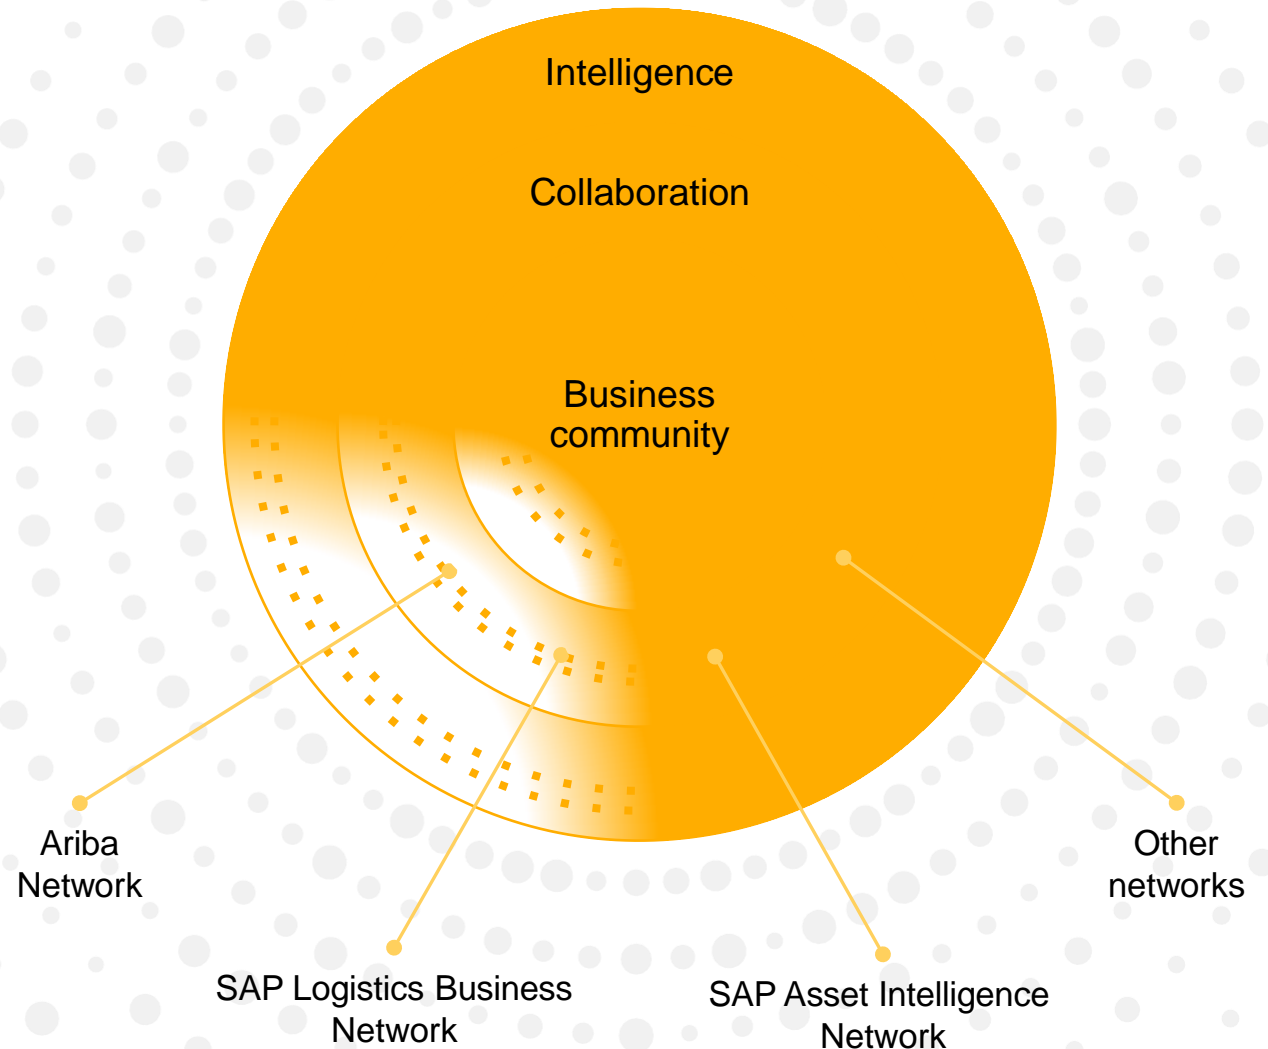 Intelligence
Collaboration
Business
community
Ariba
Network
SAP Logistics Business
Network
SAP Asset Intelligence
Network
Other
networks